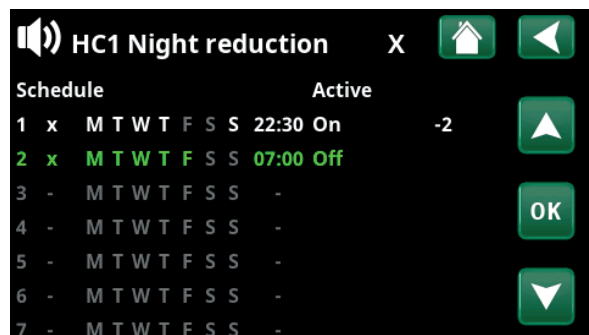 HC1 Night reduction X
Schedule Active
1 x M T W T F S S 22:30 On -2
2 x M T W T F S S 07:00 Off
3 - M T W T F S S -
4 - M T W T F S S -
OK
5 - M T W T F S S -
6 - M T W T F S S -
7 - M T W T F S S -